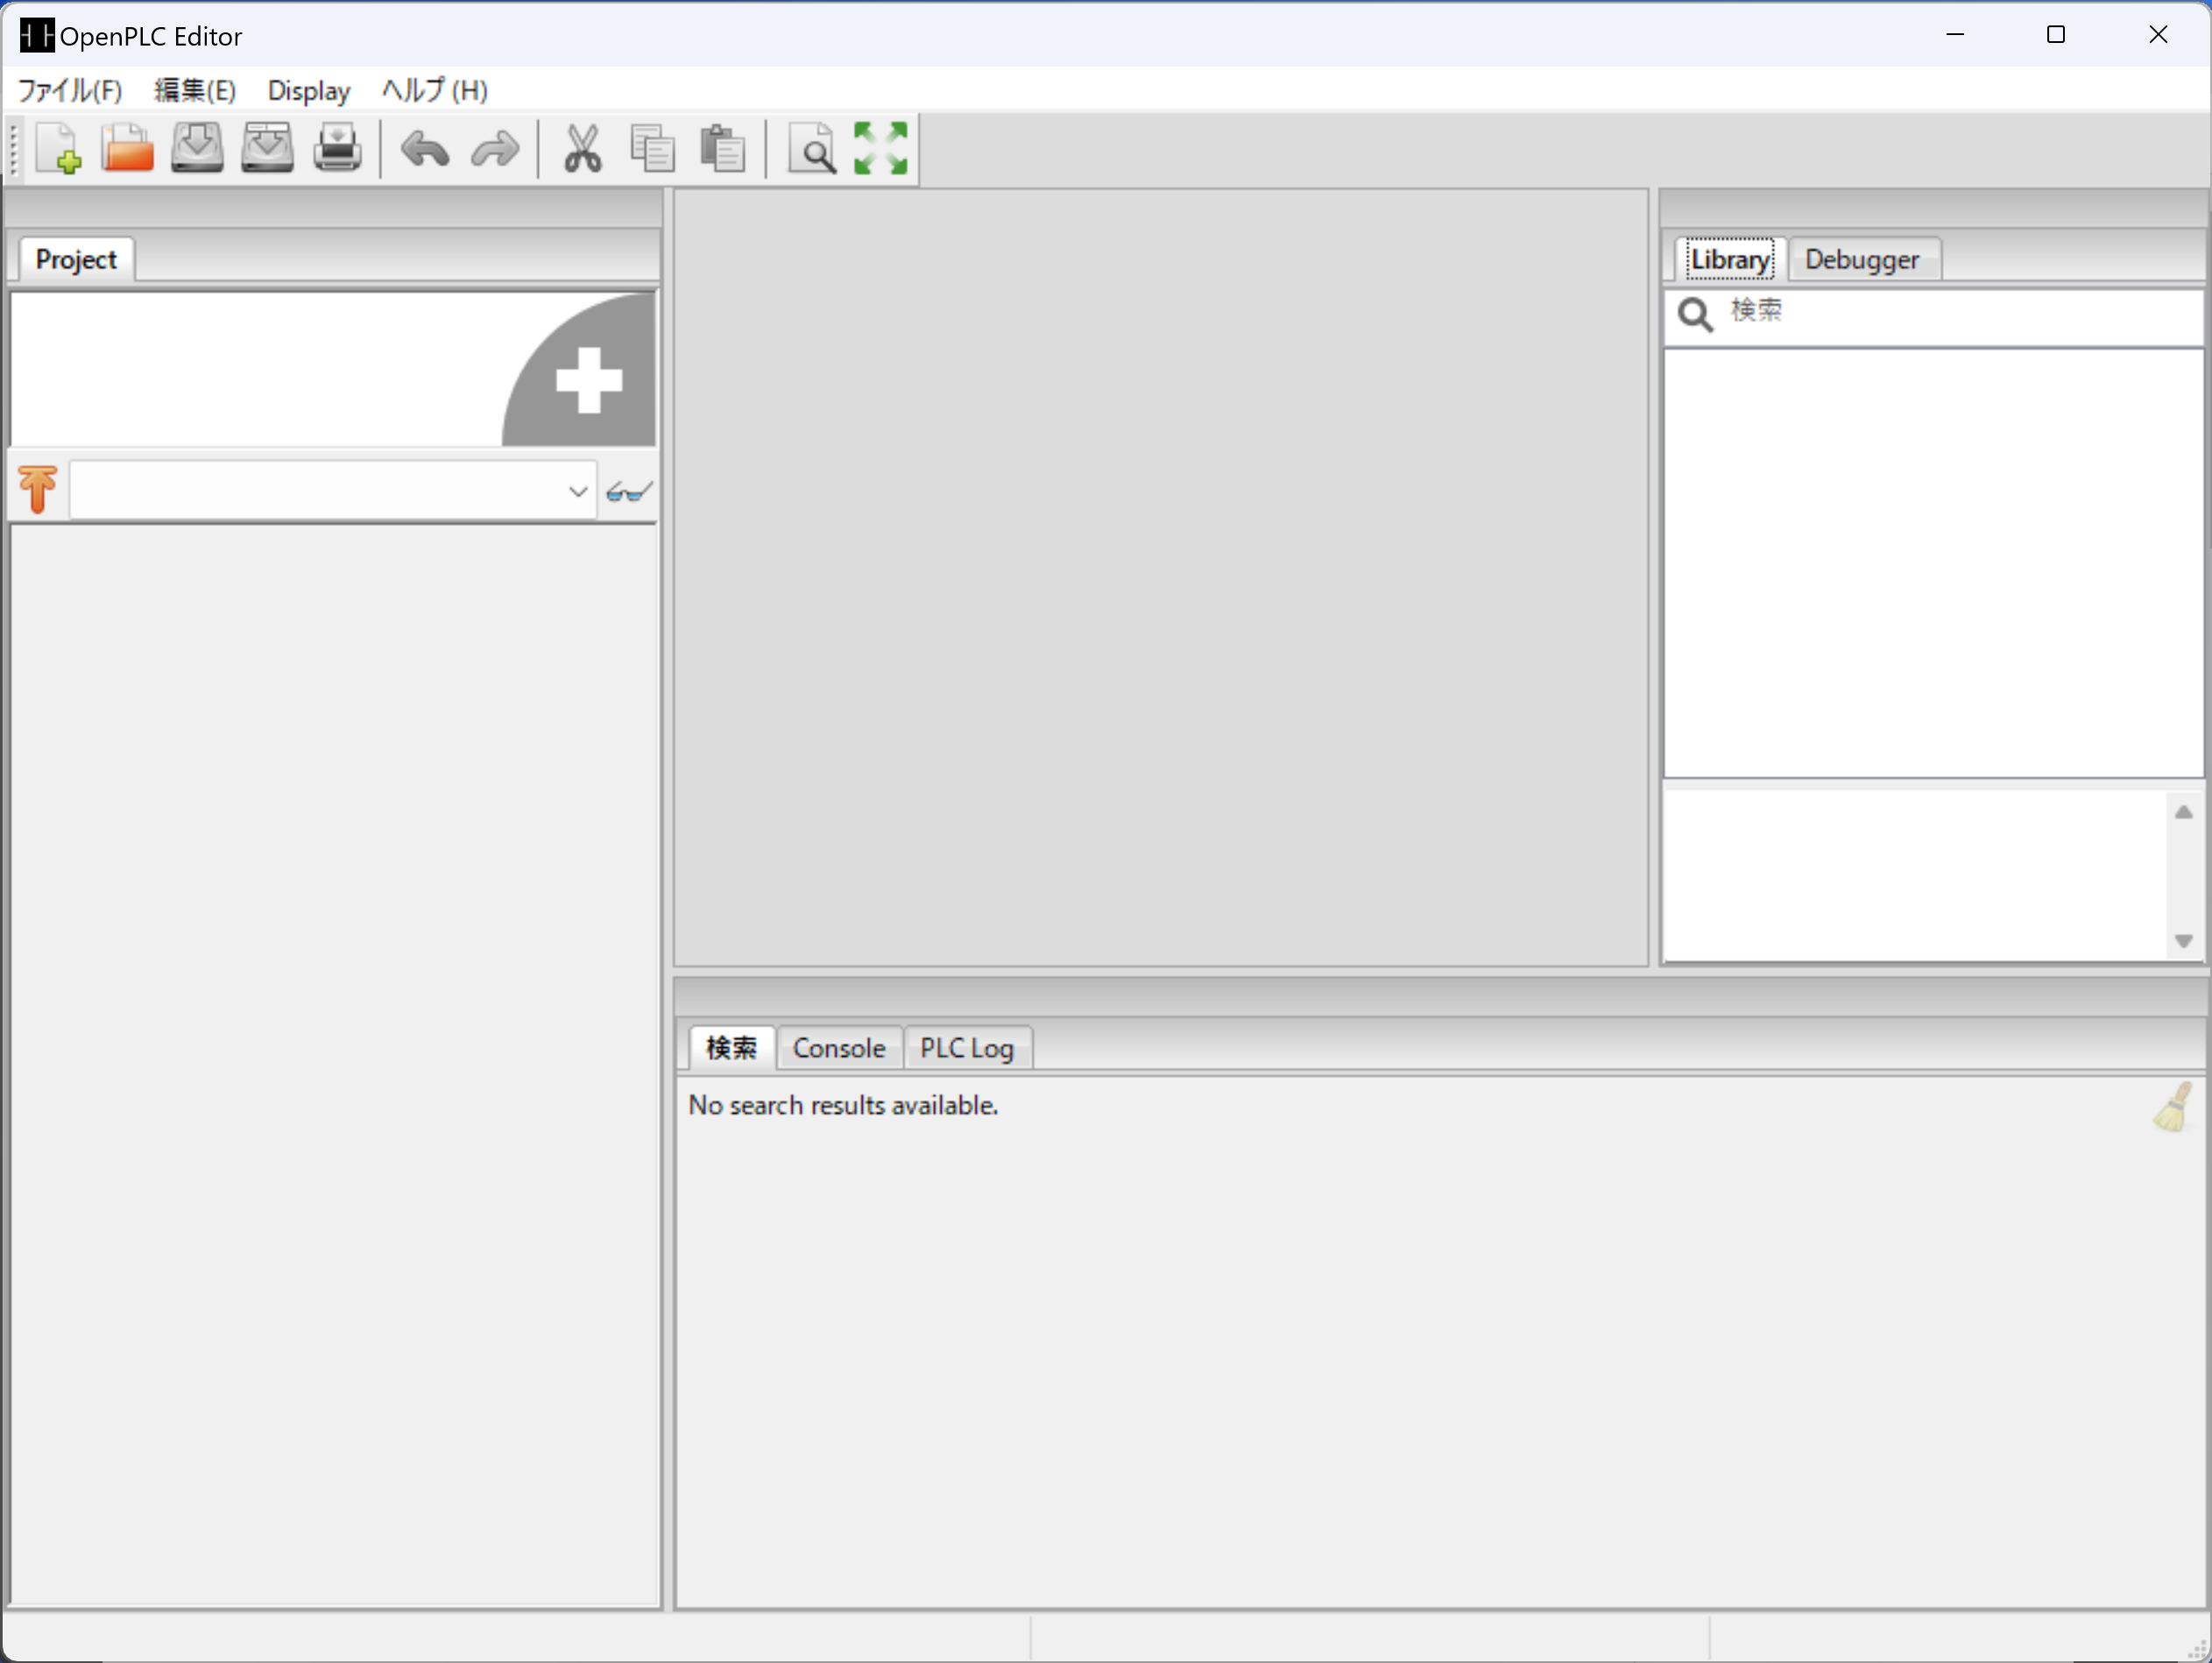 OpenPLC Editor
ファイル(F) 編集(E) Display ヘルプ (H)
Project
Library Debugger
検索
検索 Console PLC Log
No search results available.